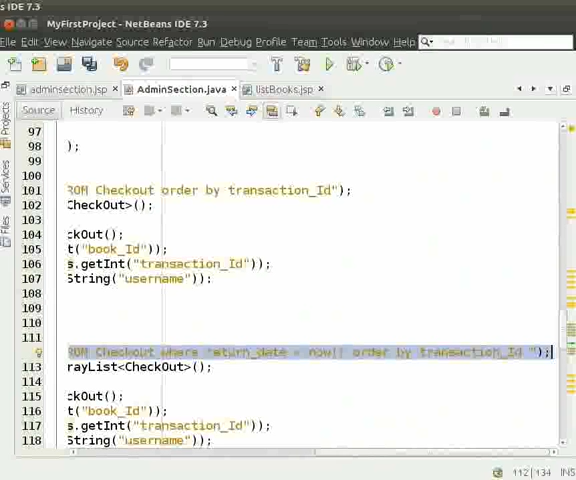 s IDE 7.3
MyFirstProject - NetBeans IDE 7.3
File Edit View Navigate Source Refactor Run Debug Profile Team Tools Window Help
adminsection.jsp AdminSection.java listBooks.jsp
Source History
Projects
Services
Files
97
98 );
99
100
101 ROM Checkout order by transaction_Id");
102 CheckOut>();
103
104 ckOut();
105 t("book_Id"));
106 s.getInt("transaction_Id"));
107 String("username"));
108
109
110
111
ROM Checkout where return_date < now() order by transaction_Id ");
113 rayList<CheckOut>();
114
115 ckOut();
116 t("book_Id"));
117 s.getInt("transaction_Id"));
118 String("username"));
112/134 INS